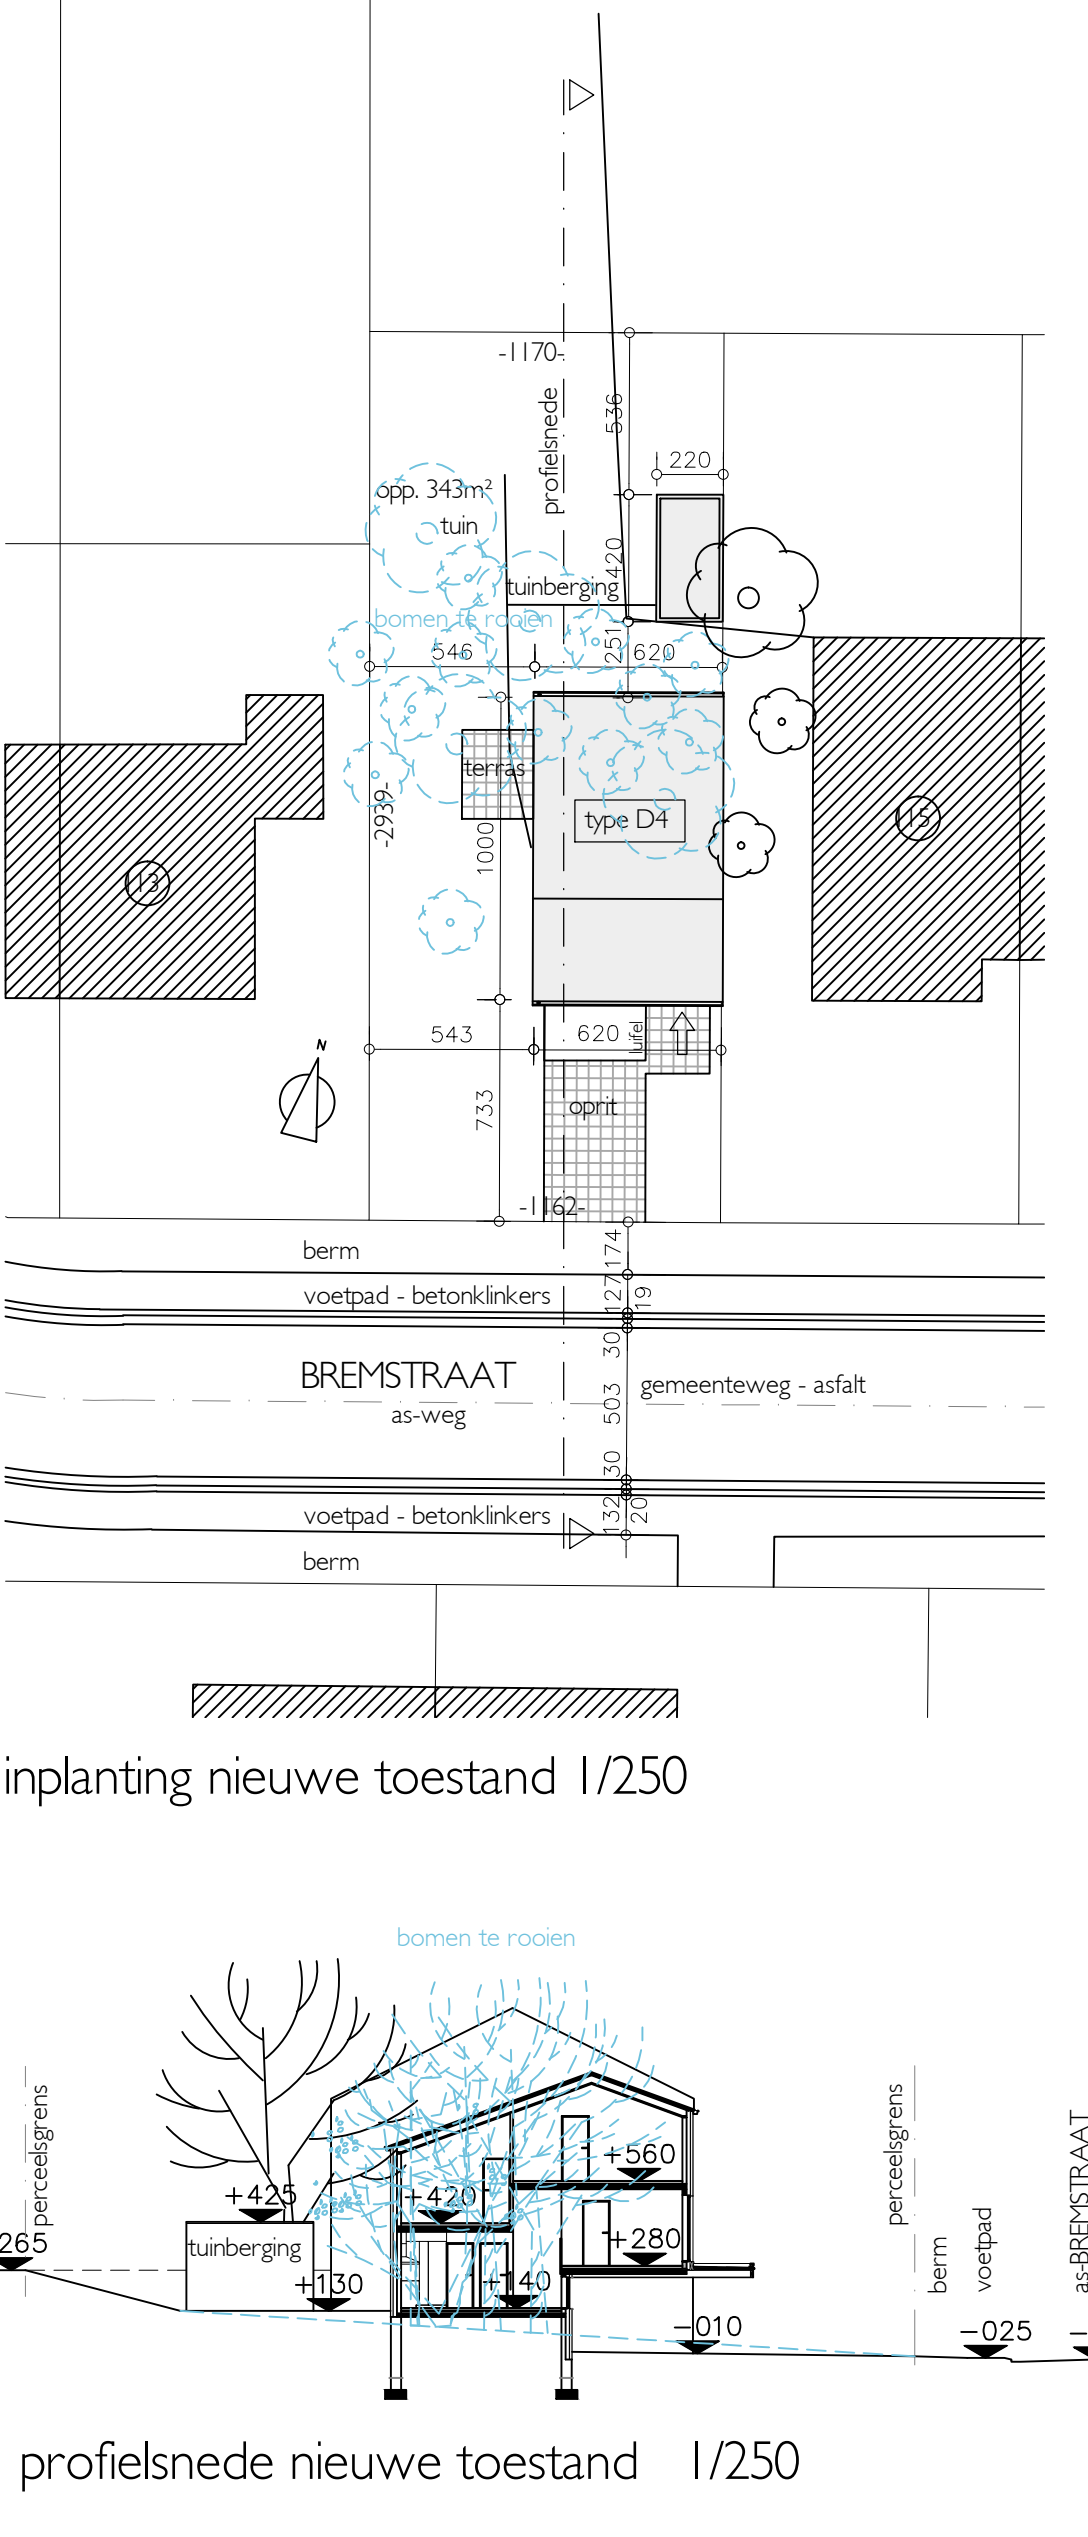 -1170-
profielsnede
536
220
opp. 343m²
tuin
420
tuinberging
bomen te rooien
251
546
620
terras
-2939-
type D4
1000
113
115
N
543
620
luifel
733
oprit
-1162-
174
berm
127
19
voetpad - betonklinkers
30
BREMSTRAAT
gemeenteweg - asfalt
503
as-weg
30
132
20
voetpad - betonklinkers
berm
inplanting nieuwe toestand 1/250
bomen te rooien
perceelsgrens
perceelsgrens
+560
+425
+420
265
tuinberging
+280
berm
voetpad
as-BREMSTRAAT
+130
+140
-010
-025
profielsnede nieuwe toestand 1/250